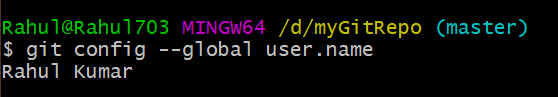 Rahul@Rahul703 MINGW64 /d/myGitRepo (master)
$ git config --global user.name
Rahul Kumar